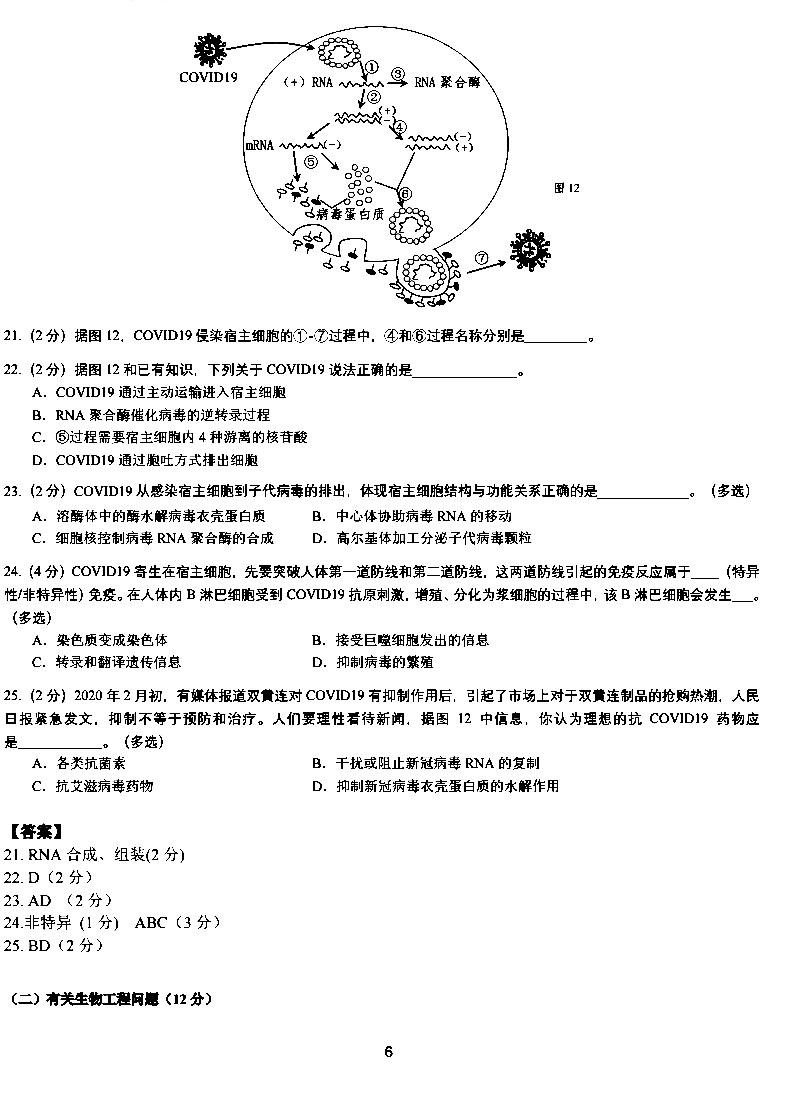 COVID19
(+) RNA
①
③
RNA 聚合酶
②
(+)
(-)
④
(-)
(+)
mRNA
(-)
⑤
⑥
病毒蛋白质
图 12
⑦
21.（2 分）据图 12，COVID19 侵染宿主细胞的①-⑦过程中，④和⑥过程名称分别是________。
22.（2 分）据图 12 和已有知识，下列关于 COVID19 说法正确的是____________。
A．COVID19 通过主动运输进入宿主细胞
B．RNA 聚合酶催化病毒的逆转录过程
C．⑤过程需要宿主细胞内 4 种游离的核苷酸
D．COVID19 通过胞吐方式排出细胞
23.（2 分）COVID19 从感染宿主细胞到子代病毒的排出，体现宿主细胞结构与功能关系正确的是____________。（多选）
A．溶酶体中的酶水解病毒衣壳蛋白质 B．中心体协助病毒 RNA 的移动
C．细胞核控制病毒 RNA 聚合酶的合成 D．高尔基体加工分泌子代病毒颗粒
24.（4 分）COVID19 寄生在宿主细胞，先要突破人体第一道防线和第二道防线，这两道防线引起的免疫反应属于____（特异
性/非特异性）免疫。在人体内 B 淋巴细胞受到 COVID19 抗原刺激，增殖、分化为浆细胞的过程中，该 B 淋巴细胞会发生___。
（多选）
A．染色质变成染色体 B．接受巨噬细胞发出的信息
C．转录和翻译遗传信息 D．抑制病毒的繁殖
25.（2 分）2020 年 2 月初，有媒体报道双黄连对 COVID19 有抑制作用后，引起了市场上对于双黄连制品的抢购热潮，人民
日报紧急发文，抑制不等于预防和治疗。人们要理性看待新闻，据图 12 中信息，你认为理想的抗 COVID19 药物应
是___________。（多选）
A．各类抗菌素 B．干扰或阻止新冠病毒 RNA 的复制
C．抗艾滋病毒药物 D．抑制新冠病毒衣壳蛋白质的水解作用
【答案】
21. RNA 合成、组装(2 分)
22. D（2 分）
23. AD （2 分）
24.非特异 (1 分) ABC（3 分）
25. BD（2 分）
（二）有关生物工程问题（12 分）
6